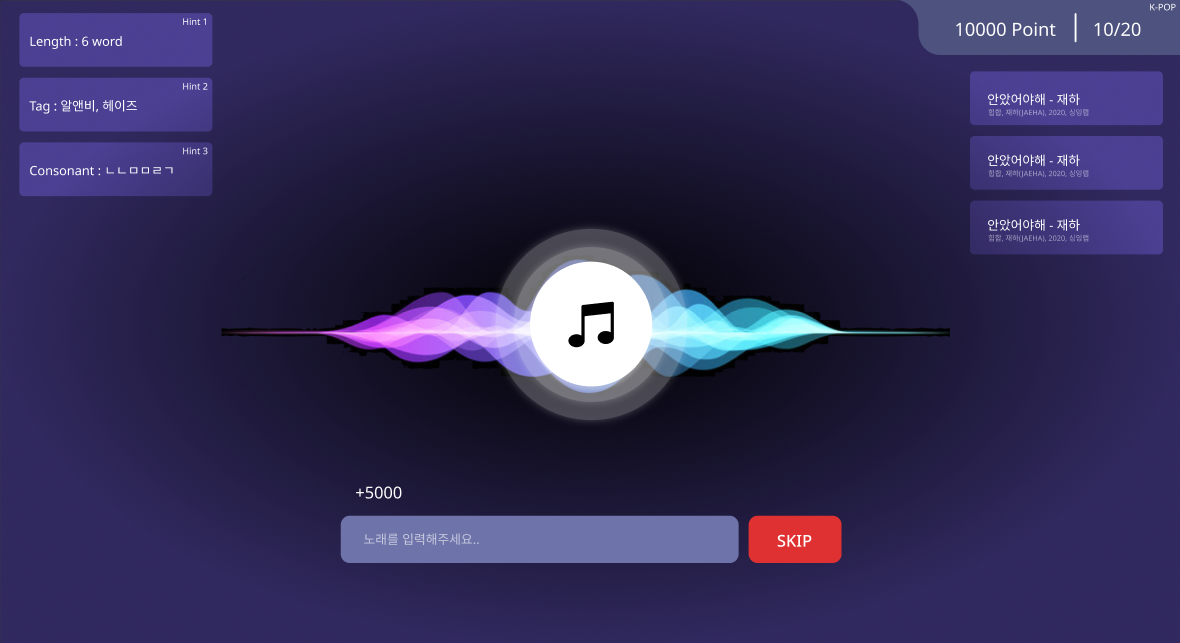 Hint 1
Length : 6 word
Hint 2
Tag : 알앤비, 헤이즈
Hint 3
Consonant : ㄴㄴㅁㅁㄹㄱ
K-POP
10000 Point | 10/20
안았어야해 - 재하
힙합, 재하(JAEHA), 2020, 싱잉랩
안았어야해 - 재하
힙합, 재하(JAEHA), 2020, 싱잉랩
안았어야해 - 재하
힙합, 재하(JAEHA), 2020, 싱잉랩
+5000
노래를 입력해주세요..
SKIP